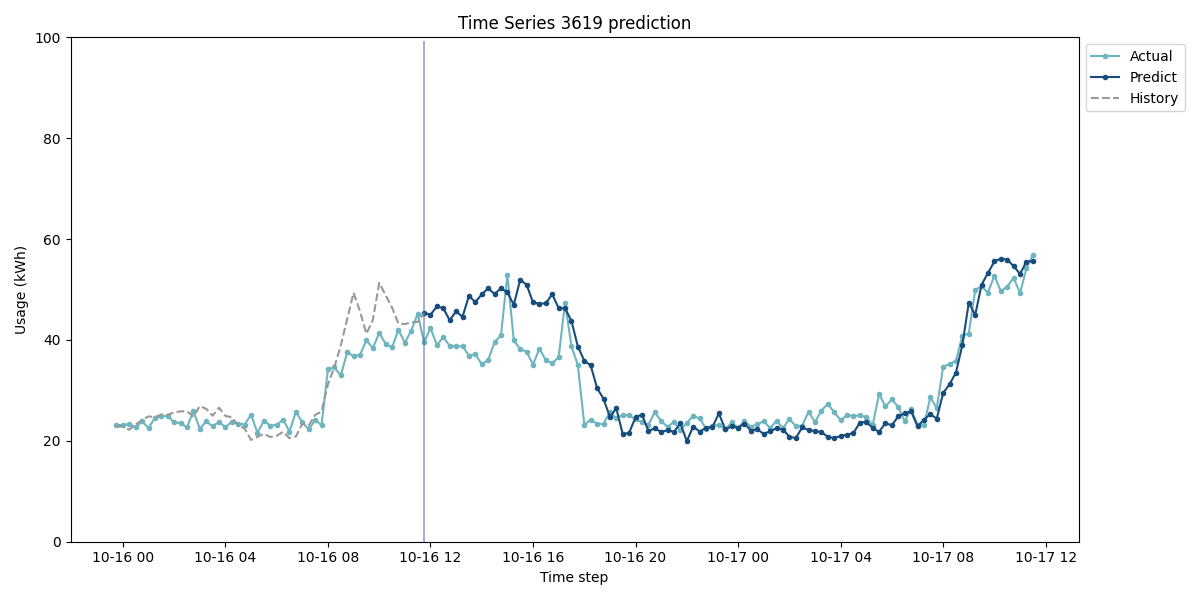 Time Series 3619 prediction
100
80
60
40
20
0
Usage (kWh)
10-16 00
10-16 04
10-16 08
10-16 12
10-16 16
10-16 20
10-17 00
10-17 04
10-17 08
10-17 12
Time step
Actual
Predict
History